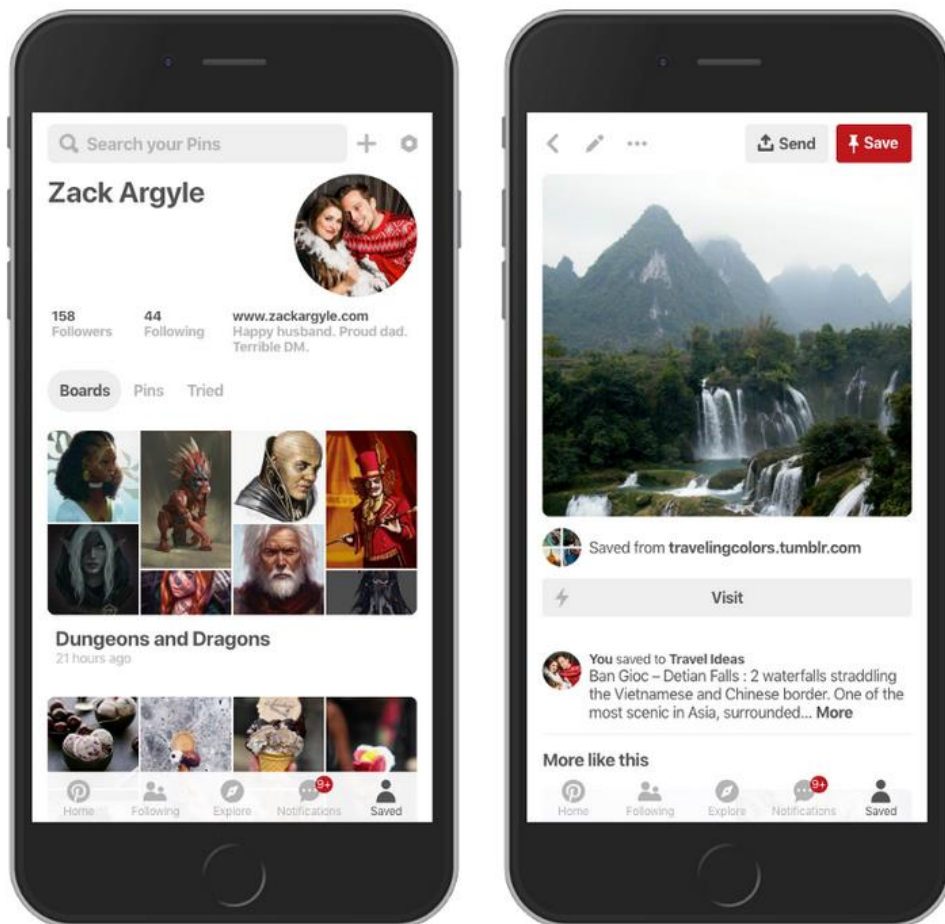 Search your Pins
Zack Argyle
158
Followers
44
Following
www.zackargyle.com
Happy husband. Proud dad.
Terrible DM.
Boards
Pins
Tried
Dungeons and Dragons
21 hours ago
Home
Following
Explore
9+
Notifications
Saved
Send
Save
Saved from travelingcolors.tumblr.com
Visit
You saved to Travel Ideas
Ban Gioc – Detian Falls : 2 waterfalls straddling
the Vietnamese and Chinese border. One of the
most scenic in Asia, surrounded... More
More like this
Home
Following
Explore
9+
Notifications
Saved